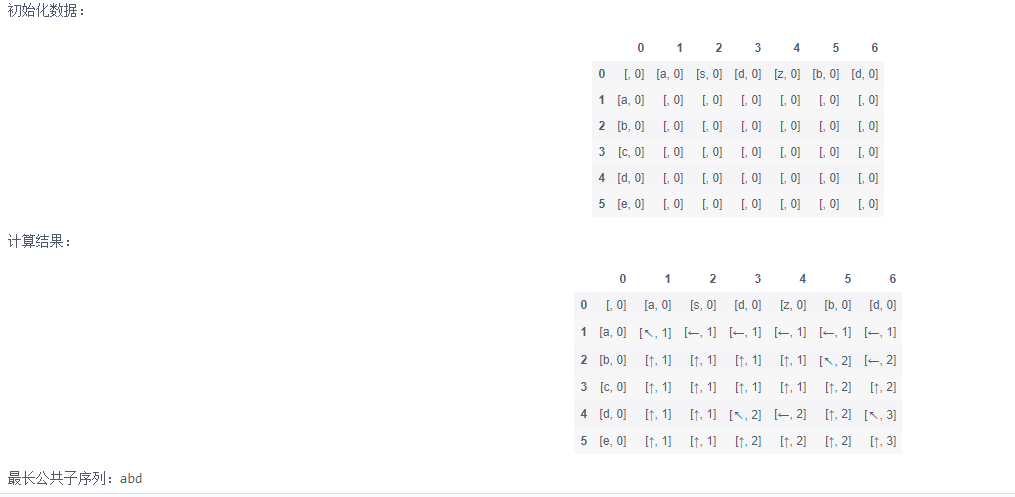 初始化数据：
0 1 2 3 4 5 6
0 [, 0] [a, 0] [s, 0] [d, 0] [z, 0] [b, 0] [d, 0]
1 [a, 0] [, 0] [, 0] [, 0] [, 0] [, 0] [, 0]
2 [b, 0] [, 0] [, 0] [, 0] [, 0] [, 0] [, 0]
3 [c, 0] [, 0] [, 0] [, 0] [, 0] [, 0] [, 0]
4 [d, 0] [, 0] [, 0] [, 0] [, 0] [, 0] [, 0]
5 [e, 0] [, 0] [, 0] [, 0] [, 0] [, 0] [, 0]
计算结果：
0 1 2 3 4 5 6
0 [, 0] [a, 0] [s, 0] [d, 0] [z, 0] [b, 0] [d, 0]
1 [a, 0] [↖, 1] [←, 1] [←, 1] [←, 1] [←, 1] [←, 1]
2 [b, 0] [↑, 1] [↑, 1] [↑, 1] [↑, 1] [↖, 2] [←, 2]
3 [c, 0] [↑, 1] [↑, 1] [↑, 1] [↑, 1] [↑, 2] [↑, 2]
4 [d, 0] [↑, 1] [↑, 1] [↖, 2] [←, 2] [↑, 2] [↖, 3]
5 [e, 0] [↑, 1] [↑, 1] [↑, 2] [↑, 2] [↑, 2] [↑, 3]
最长公共子序列：abd